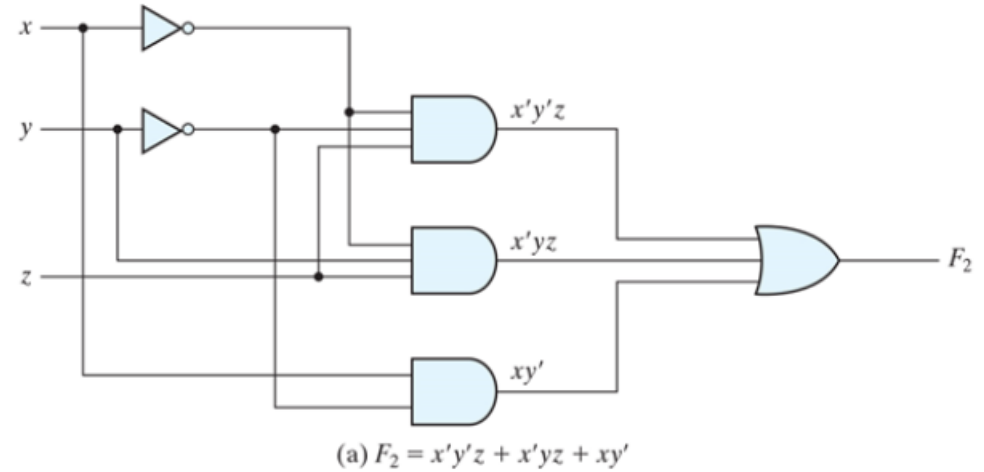 x
x'y'z
y
x'yz
F₂
z
xy'
(a) F₂ = x'y'z + x'yz + xy'